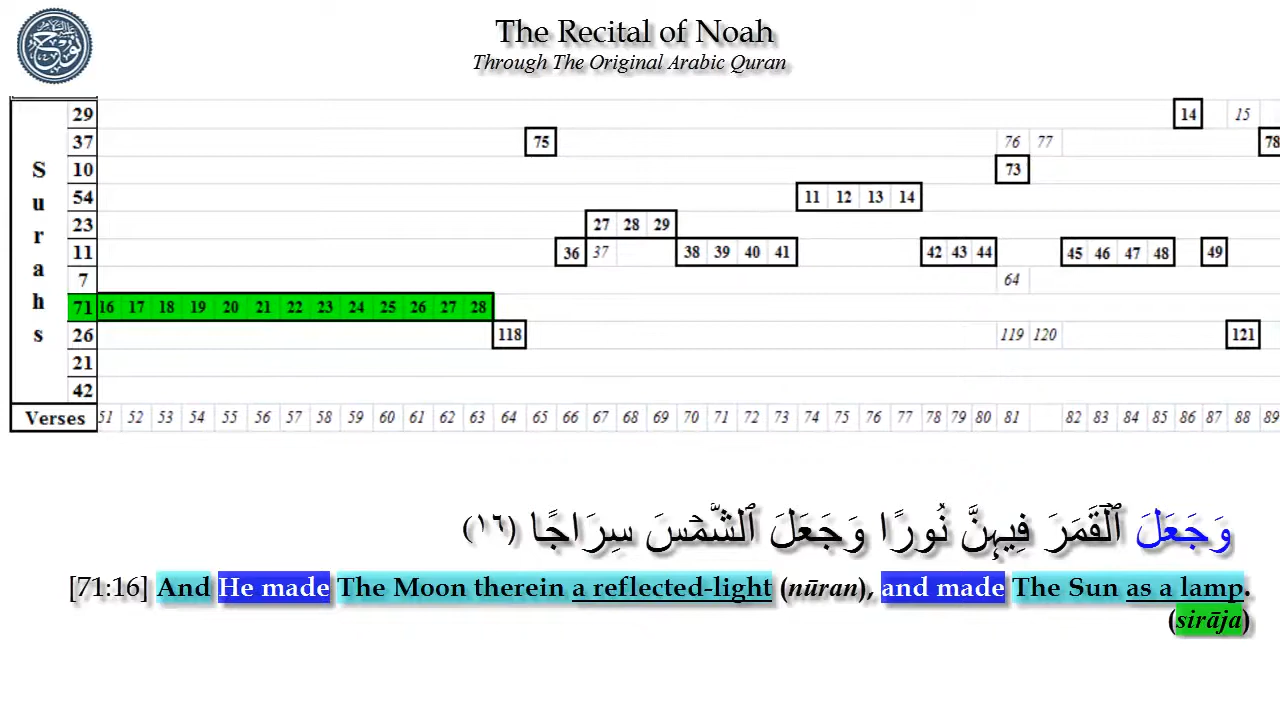 The Recital of Noah
Through The Original Arabic Quran
29 14 15
37 75 76 77 78
S 10 73
u 54 11 12 13 14
r 23 27 28 29
a 11 36 37 38 39 40 41 42 43 44 45 46 47 48 49
h 7 64
s 71 16 17 18 19 20 21 22 23 24 25 26 27 28
26 118 119 120 121
21
42
Verses 51 52 53 54 55 56 57 58 59 60 61 62 63 64 65 66 67 68 69 70 71 72 73 74 75 76 77 78 79 80 81 82 83 84 85 86 87 88 89
وَجَعَلَ ٱلْقَمَرَ فِيهِنَّ نُورًا وَجَعَلَ ٱلشَّمْسَ سِرَاجًا (١٦)
[71:16] And He made The Moon therein a reflected-light (nūran), and made The Sun as a lamp.
(sirāja)